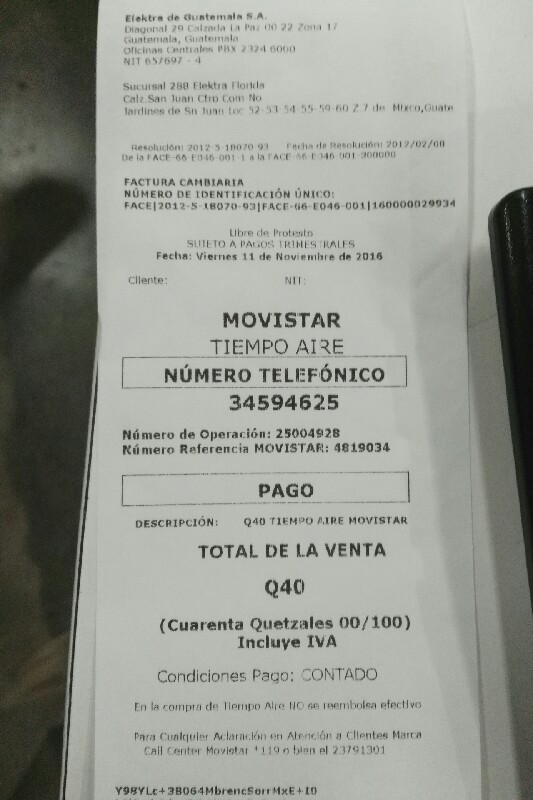 Elektra de Guatemala S.A.
Diagonal 29 Calzada La Paz 00 22 Zona 17
Guatemala, Guatemala
Oficinas Centrales PBX 2324 6000
NIT 657697 - 4
Sucursal 288 Elektra Florida
Calz.San Juan Ctro Com No
Jardines de Sn Juan Loc 52-53-54-55-59-60 Z.7 de Mixco,Guate
Resolución: 2012-5-18070-93 Fecha de Resolución: 2012/02/08
De la FACE-66-E046-001-1 a la FACE-66-E046-001-200000
FACTURA CAMBIARIA
NÚMERO DE IDENTIFICACIÓN ÚNICO:
FACE|2012-5-18070-93|FACE-66-E046-001|160000029934
Libre de Protesto
SUJETO A PAGOS TRIMESTRALES
Fecha: Viernes 11 de Noviembre de 2016
Cliente: NIT:
MOVISTAR
TIEMPO AIRE
NÚMERO TELEFÓNICO
34594625
Número de Operación: 25004928
Número Referencia MOVISTAR: 4819034
PAGO
DESCRIPCIÓN: Q40 TIEMPO AIRE MOVISTAR
TOTAL DE LA VENTA
Q40
(Cuarenta Quetzales 00/100)
Incluye IVA
Condiciones Pago: CONTADO
En la compra de Tiempo Aire NO se reembolsa efectivo
Para Cualquier Aclaración en Atención a Clientes Marca
Call Center Movistar *119 o bien el 23791301
Y98YLc+3B064MbrencSorrMxE+I0